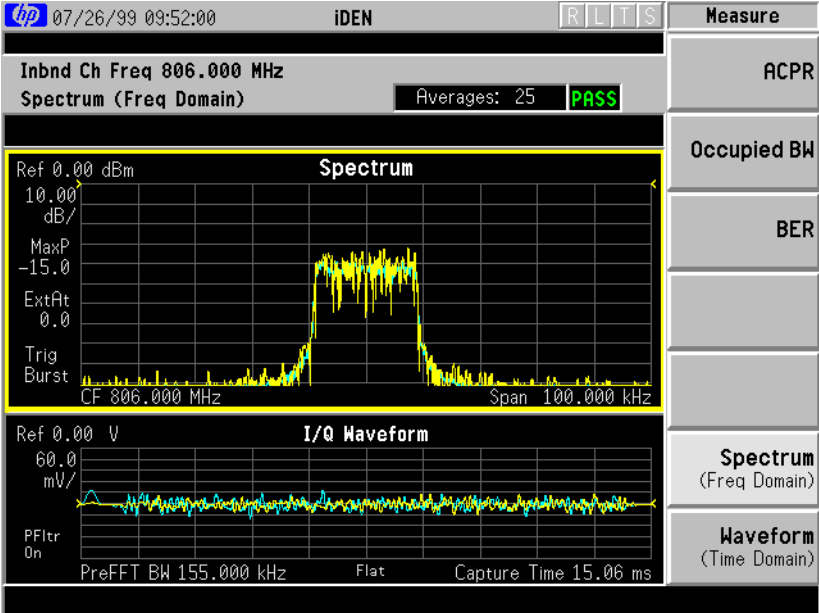 hp 07/26/99 09:52:00 iDEN R L T S Measure
Inbnd Ch Freq 806.000 MHz
Spectrum (Freq Domain) Averages: 25 PASS
ACPR
Occupied BW
BER
Spectrum
(Freq Domain)
Waveform
(Time Domain)
Ref 0.00 dBm Spectrum
10.00
dB/
MaxP
-15.0
ExtAt
0.0
Trig
Burst
CF 806.000 MHz Span 100.000 kHz
Ref 0.00 V I/Q Waveform
60.0
mV/
PFltr
On
PreFFT BW 155.000 kHz Flat Capture Time 15.06 ms